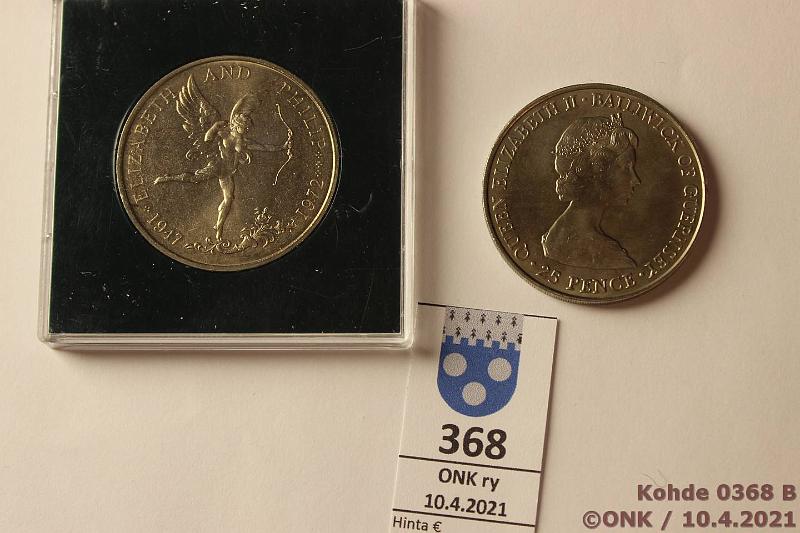 ELIZABETH AND PHILIP
1947 1972
QUEEN ELIZABETH II · BAILIWICK OF GUERNSEY ·
25 PENCE
368
ONK ry
10.4.2021
Hinta €
Kohde 0368 B
©ONK / 10.4.2021